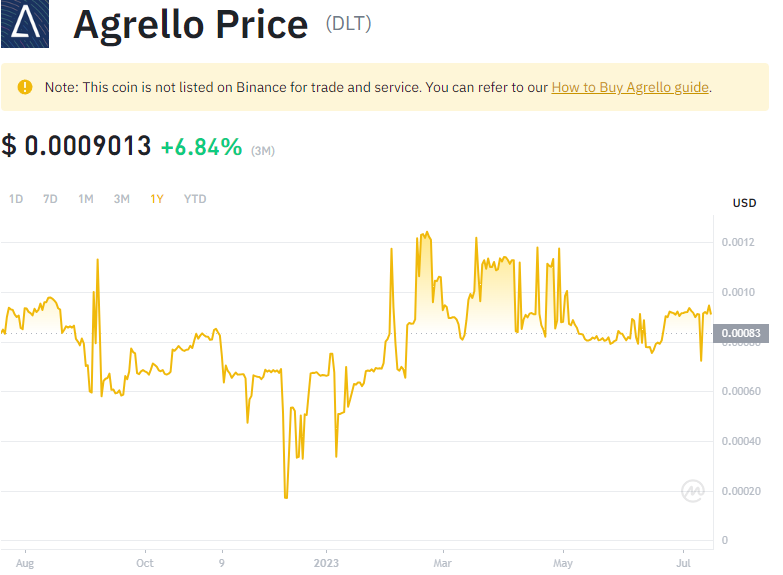 Agrello Price (DLT)
Note: This coin is not listed on Binance for trade and service. You can refer to our How to Buy Agrello guide.
$ 0.0009013 +6.84% (3M)
1D 7D 1M 3M 1Y YTD
USD
0.0012
0.0010
0.00083
0.00080
0.00060
0.00040
0.00020
0
Aug Oct 9 2023 Mar May Jul